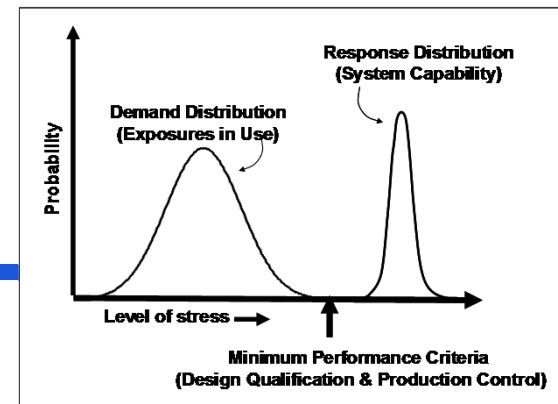 Response Distribution
(System Capability)
Demand Distribution
(Exposures in Use)
Probability
Level of stress
Minimum Performance Criteria
(Design Qualification & Production Control)